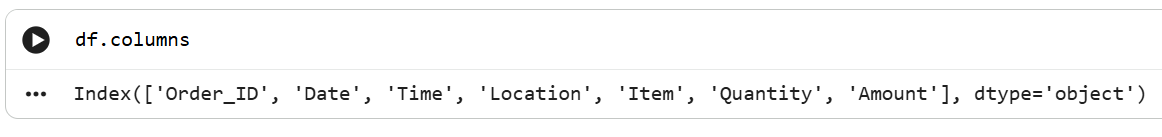 df.columns
Index(['Order_ID', 'Date', 'Time', 'Location', 'Item', 'Quantity', 'Amount'], dtype='object')